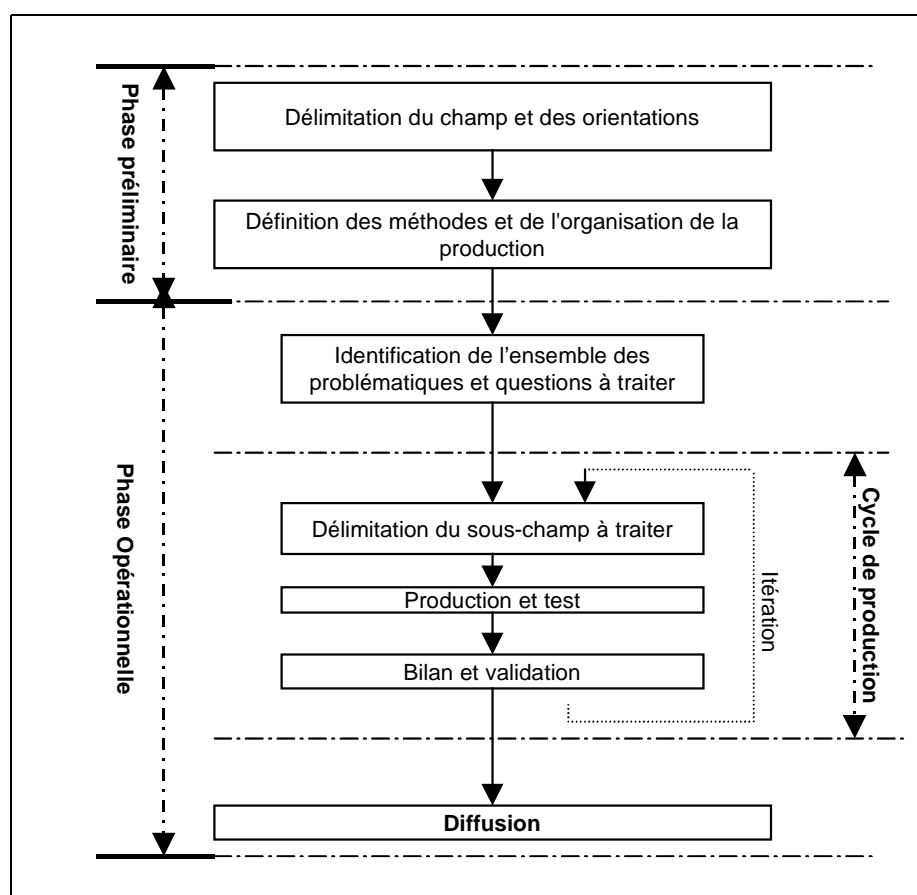 Phase préliminaire
Délimitation du champ et des orientations
Définition des méthodes et de l'organisation de la
production
Phase Opérationnelle
Identification de l’ensemble des
problématiques et questions à traiter
Cycle de production
Délimitation du sous-champ à traiter
Itération
Production et test
Bilan et validation
Diffusion